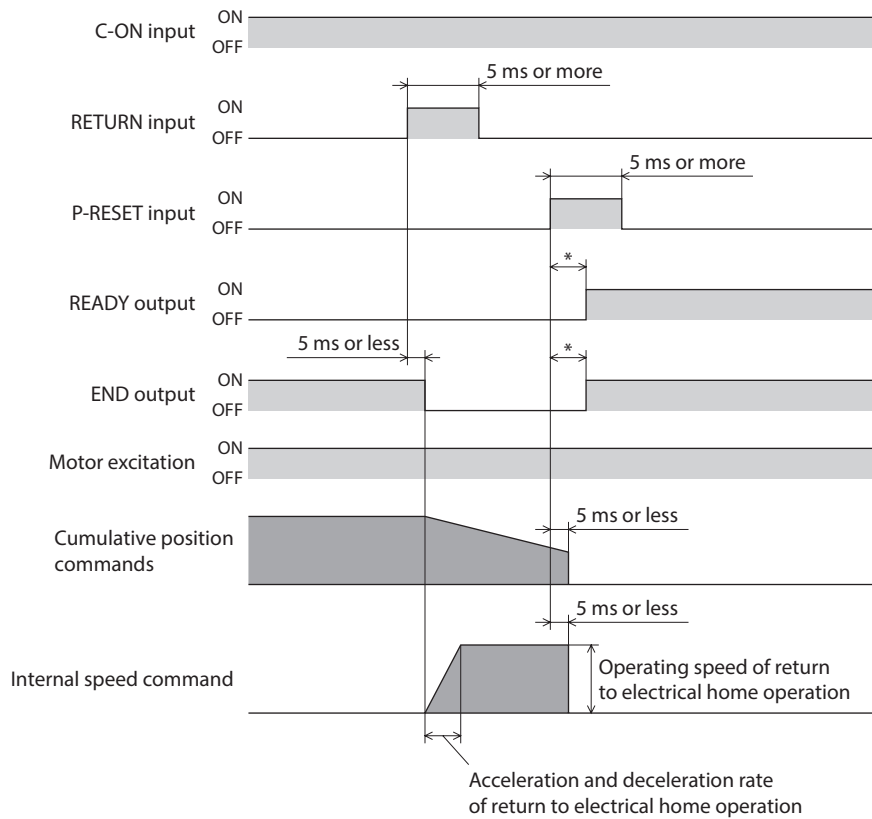 C-ON input
ON
OFF
5 ms or more
RETURN input
ON
OFF
5 ms or more
P-RESET input
ON
OFF
*
READY output
ON
OFF
5 ms or less
*
END output
ON
OFF
Motor excitation
ON
OFF
5 ms or less
Cumulative position
commands
5 ms or less
Internal speed command
Operating speed of return
to electrical home operation
Acceleration and deceleration rate
of return to electrical home operation